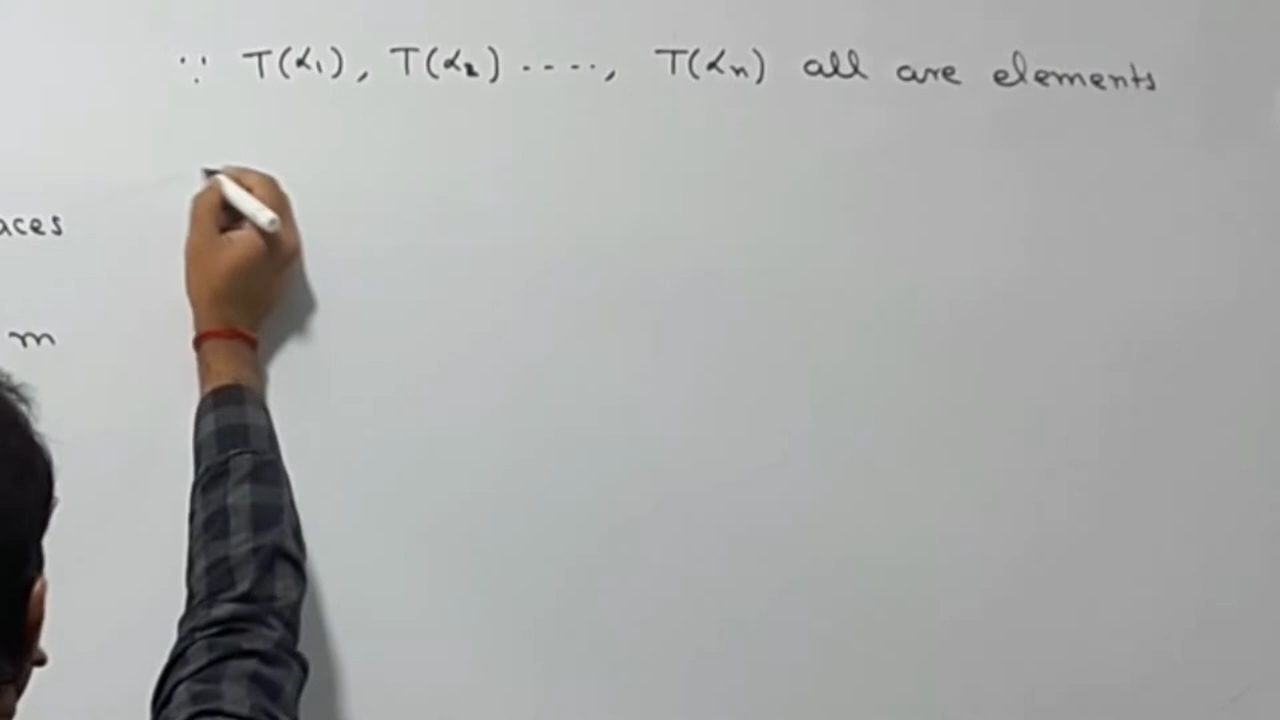 ∵ T(α₁), T(α₂) ----, T(αₙ) all are elements
aces
m